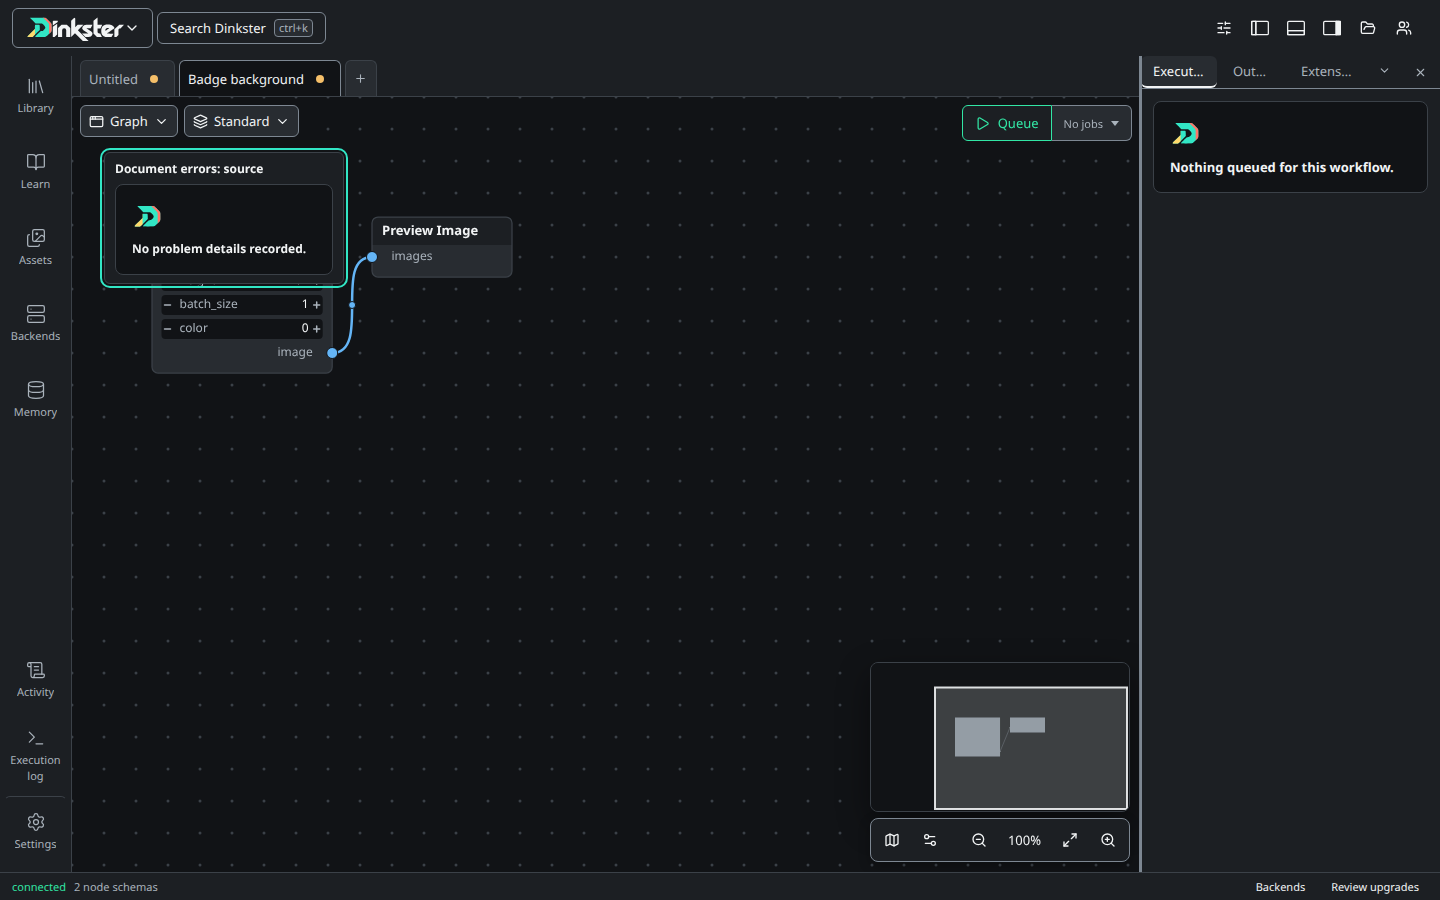 Dinkster
Search Dinkster ctrl+k
Untitled
Badge background
Execut...
Out...
Extens...
Library
Learn
Assets
Backends
Memory
Activity
Execution
log
Settings
Graph
Standard
Queue
No jobs
Document errors: source
No problem details recorded.
Preview Image
images
batch_size 1
color 0
image
Nothing queued for this workflow.
100%
connected 2 node schemas
Backends
Review upgrades